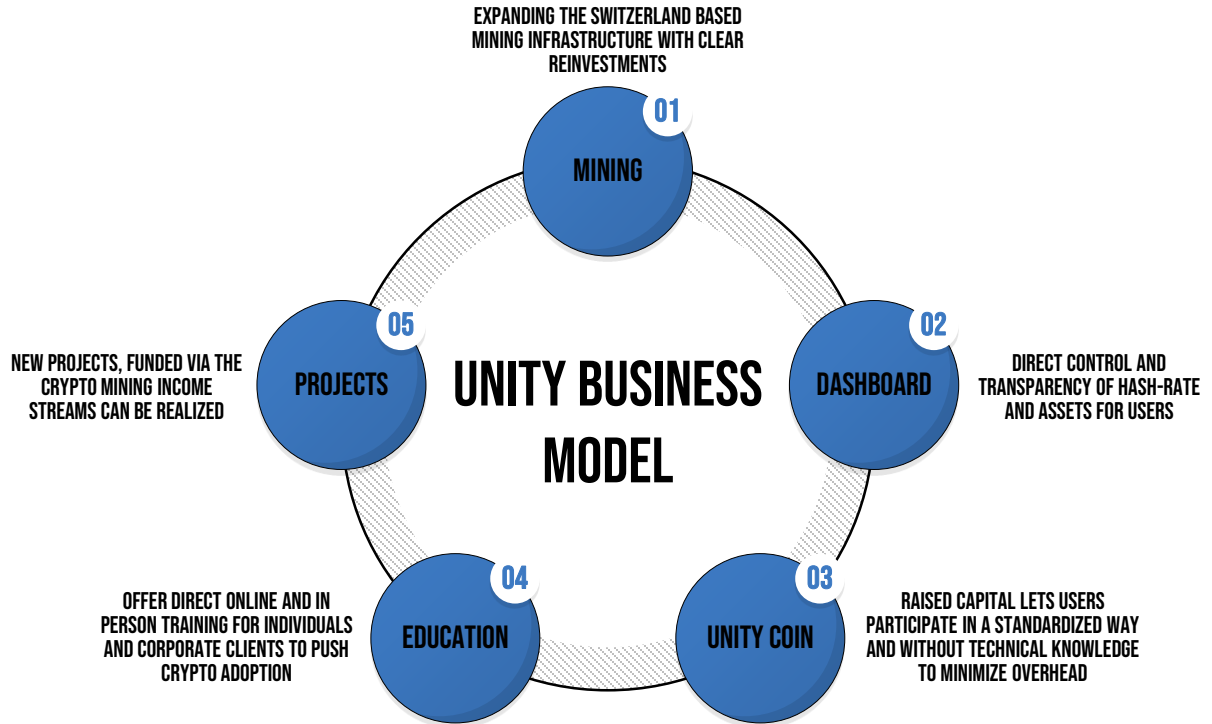 EXPANDING THE SWITZERLAND BASED
MINING INFRASTRUCTURE WITH CLEAR
REINVESTMENTS
01
MINING
02
DASHBOARD
DIRECT CONTROL AND
TRANSPARENCY OF HASH-RATE
AND ASSETS FOR USERS
UNITY BUSINESS
MODEL
03
UNITY COIN
RAISED CAPITAL LETS USERS
PARTICIPATE IN A STANDARDIZED WAY
AND WITHOUT TECHNICAL KNOWLEDGE
TO MINIMIZE OVERHEAD
04
EDUCATION
OFFER DIRECT ONLINE AND IN
PERSON TRAINING FOR INDIVIDUALS
AND CORPORATE CLIENTS TO PUSH
CRYPTO ADOPTION
05
PROJECTS
NEW PROJECTS, FUNDED VIA THE
CRYPTO MINING INCOME
STREAMS CAN BE REALIZED